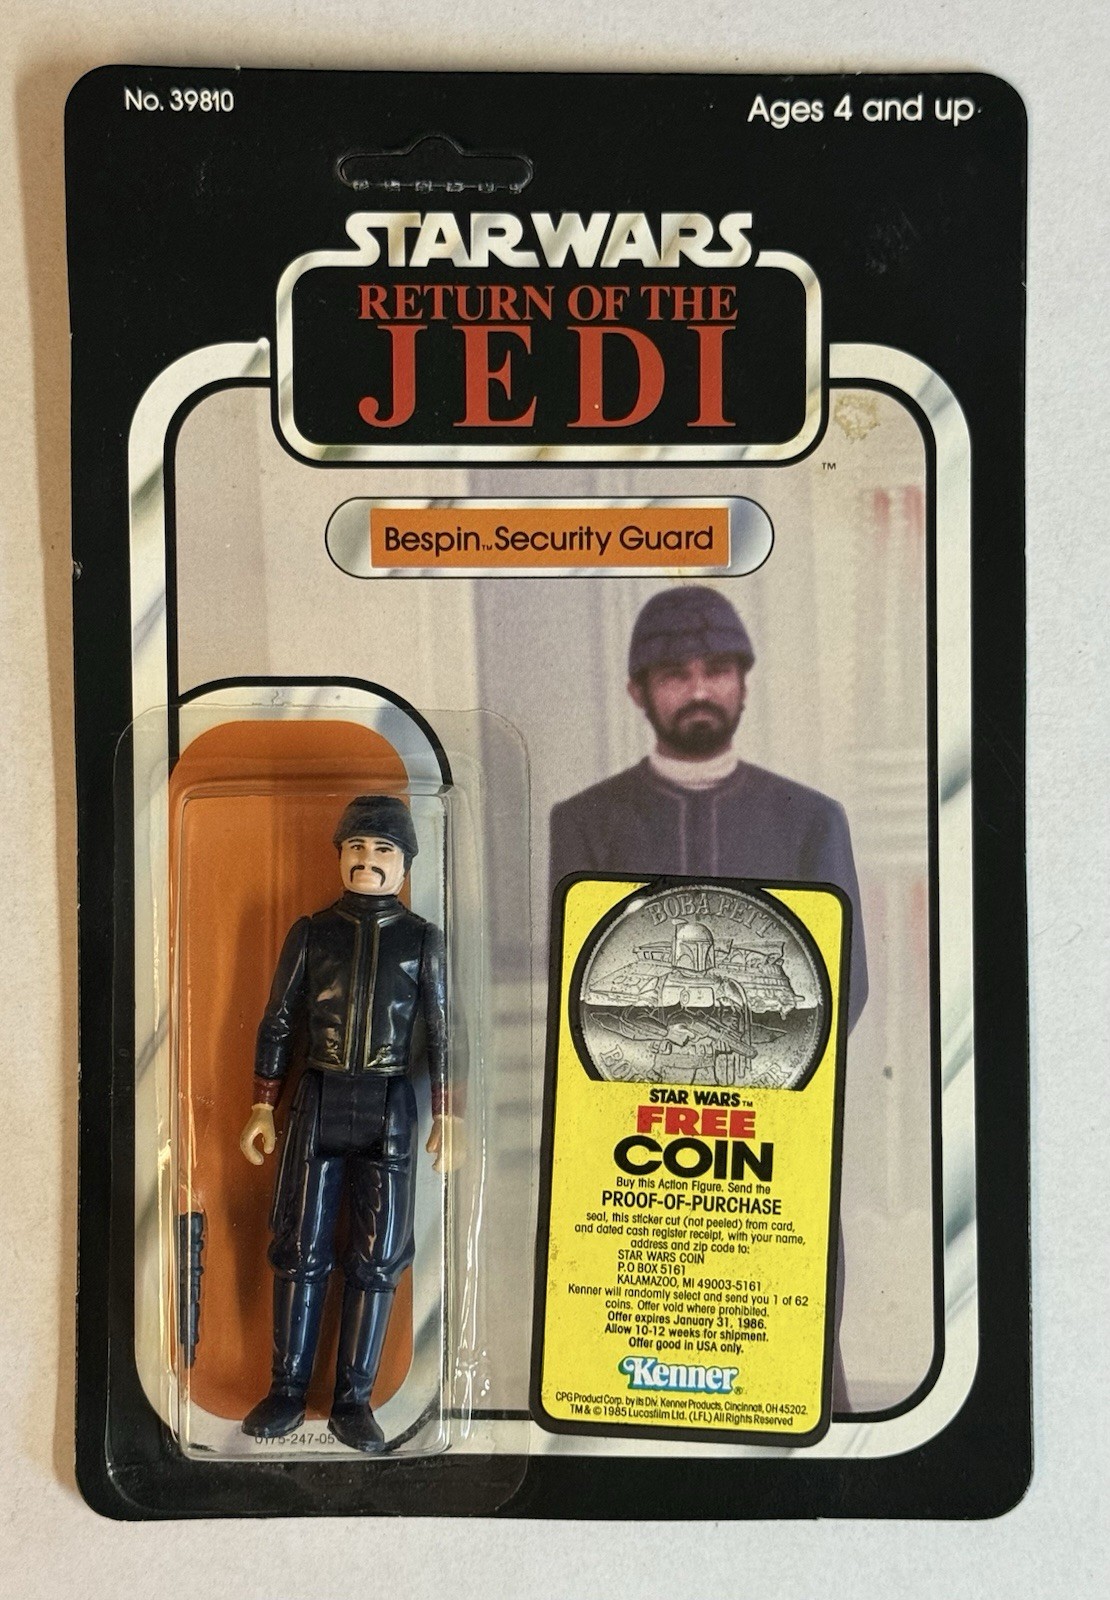 No. 39810
Ages 4 and up
STAR WARS
RETURN OF THE
JEDI
TM
Bespin™ Security Guard
BOBA FETT
STAR WARS™
FREE
COIN
Buy this Action Figure. Send the
PROOF-OF-PURCHASE
seal, this sticker cut (not peeled) from card,
and dated cash register receipt, with your name,
address and zip code to:
STAR WARS COIN
P.O BOX 5161
KALAMAZOO, MI 49003-5161
Kenner will randomly select and send you 1 of 62
coins. Offer void where prohibited.
Offer expires January 31, 1986.
Allow 10-12 weeks for shipment.
Offer good in USA only.
Kenner®
CPG Product Corp. by its Div. Kenner Products, Cincinnati, OH 45202.
TM & © 1985 Lucasfilm Ltd. (LFL) All Rights Reserved
0175-247-05